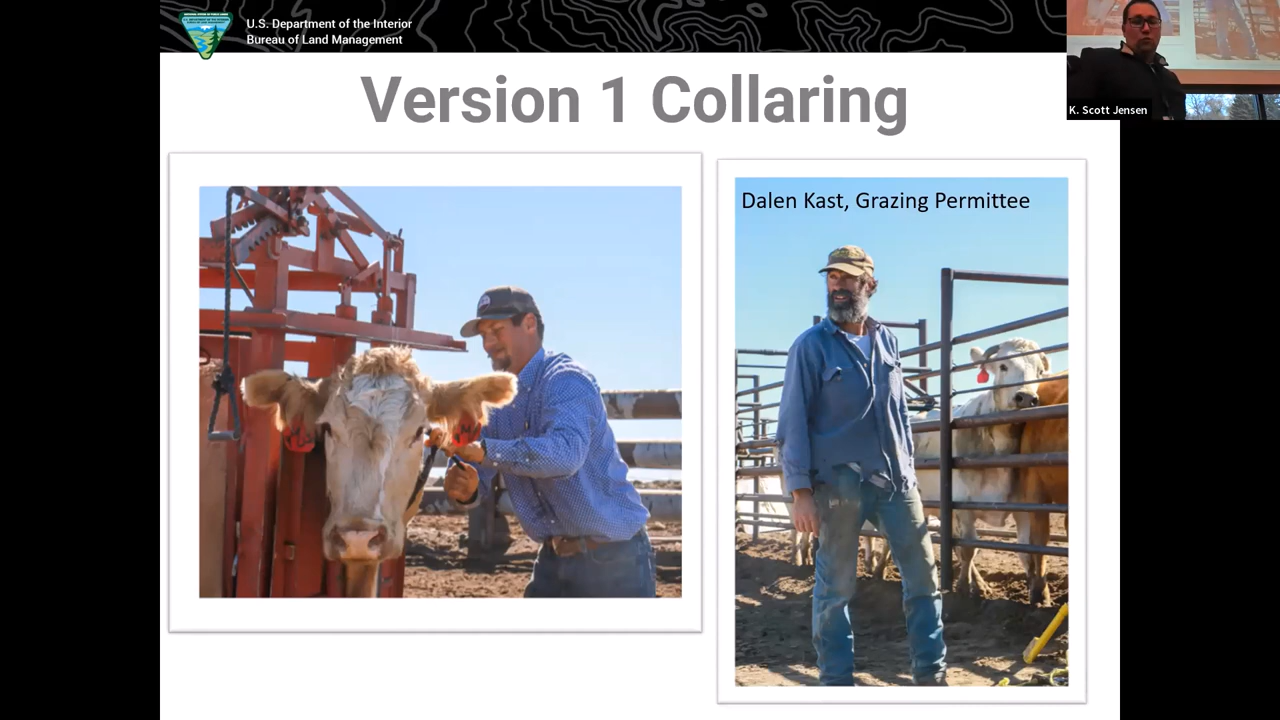 U.S. Department of the Interior
Bureau of Land Management
Version 1 Collaring
K. Scott Jensen
Dalen Kast, Grazing Permittee